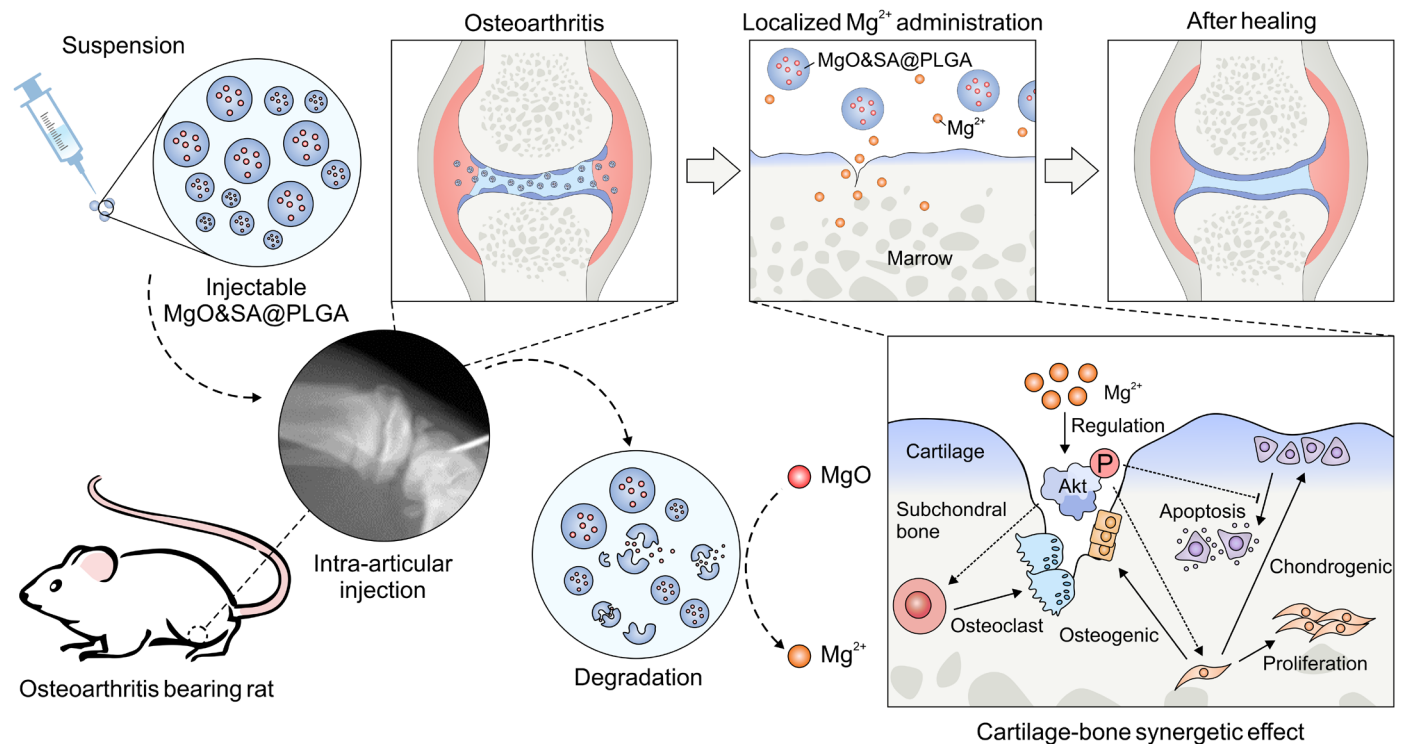 Suspension
Injectable
MgO&SA@PLGA
Osteoarthritis
Localized Mg²⁺ administration
MgO&SA@PLGA
Mg²⁺
Marrow
After healing
Intra-articular
injection
Osteoarthritis bearing rat
Degradation
MgO
Mg²⁺
Mg²⁺
Regulation
Cartilage
P
Akt
Subchondral
bone
Apoptosis
Chondrogenic
Osteoclast
Osteogenic
Proliferation
Cartilage-bone synergetic effect